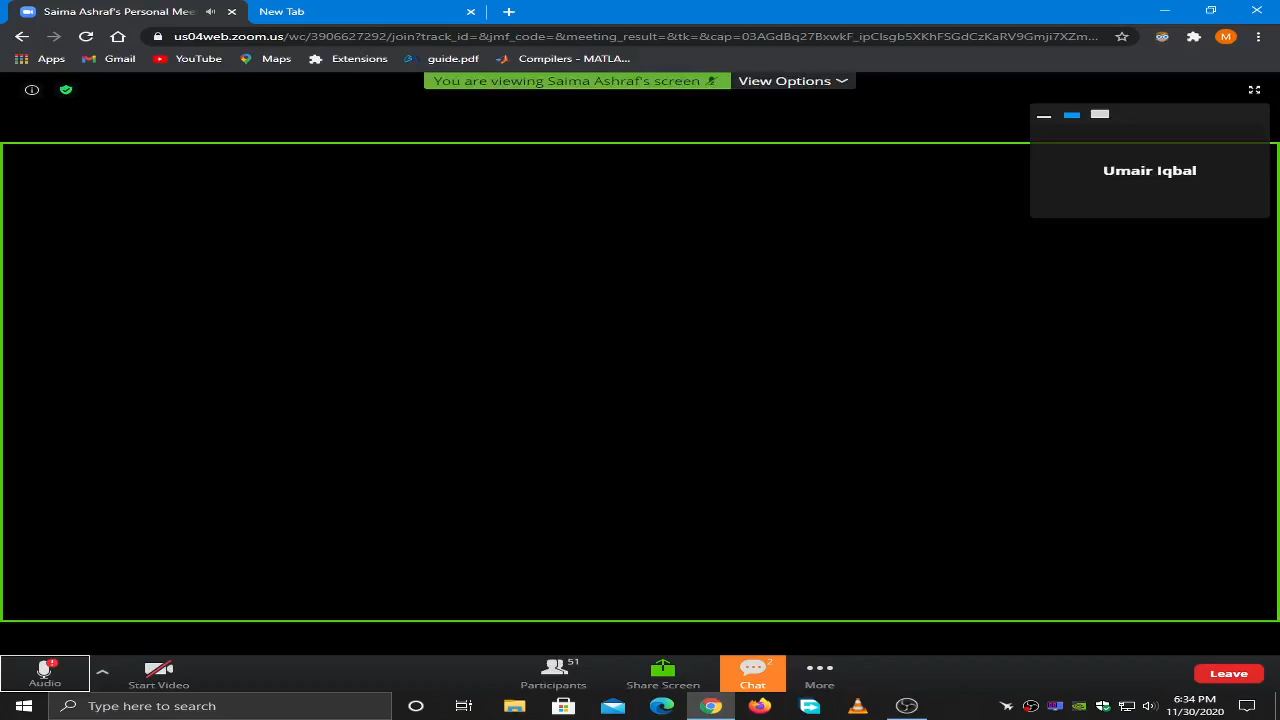 Saima Ashraf's Personal Mee
New Tab
us04web.zoom.us/wc/3906627292/join?track_id=&jmf_code=&meeting_result=&tk=&cap=03AGdBq27BxwkF_ipCIsgb5XKhFSGdCzKaRV9Gmji7XZm...
M
Apps
Gmail
YouTube
Maps
Extensions
guide.pdf
Compilers - MATLA...
You are viewing Saima Ashraf's screen
View Options
Umair Iqbal
Audio
Start Video
51
Participants
Share Screen
2
Chat
More
Leave
Type here to search
6:34 PM
11/30/2020